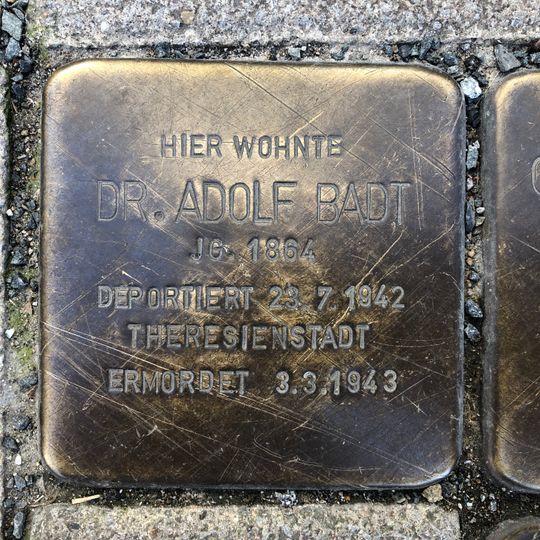 HIER WOHNTE
DR. ADOLF BADT
JG. 1864
DEPORTIERT 23.7.1942
THERESIENSTADT
ERMORDET 3.3.1943